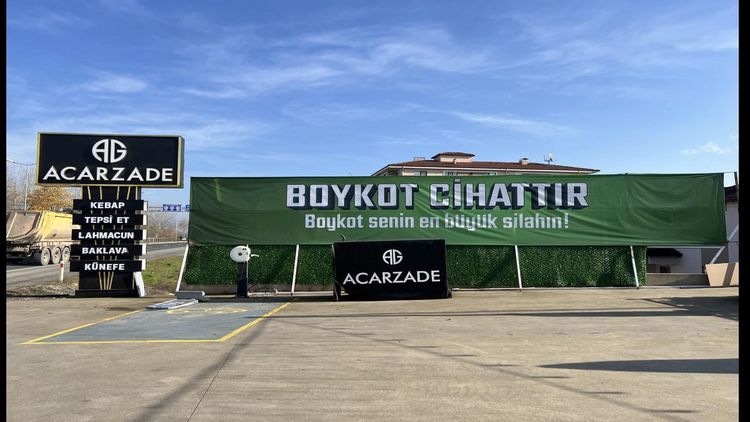 AG
ACARZADE
KEBAP
TEPSİ ET
LAHMACUN
BAKLAVA
KÜNEFE
BOYKOT CİHATTIR
Boykot senin en büyük silahın!
AG
ACARZADE